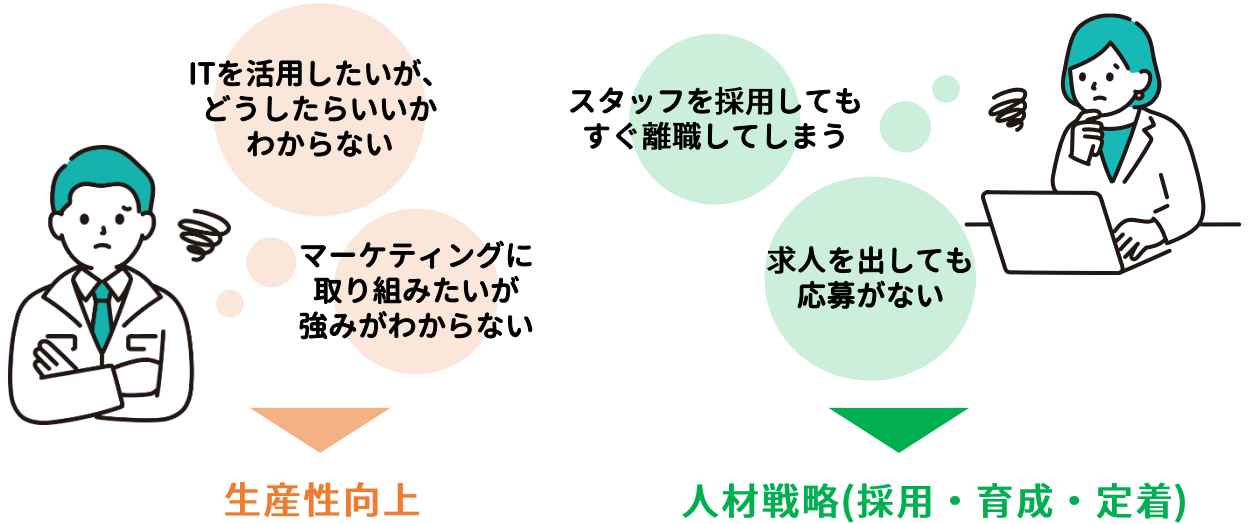 ITを活用したいが、
どうしたらいいか
わからない
マーケティングに
取り組みたいが
強みがわからない
生産性向上
スタッフを採用しても
すぐ離職してしまう
求人を出しても
応募がない
人材戦略(採用・育成・定着)